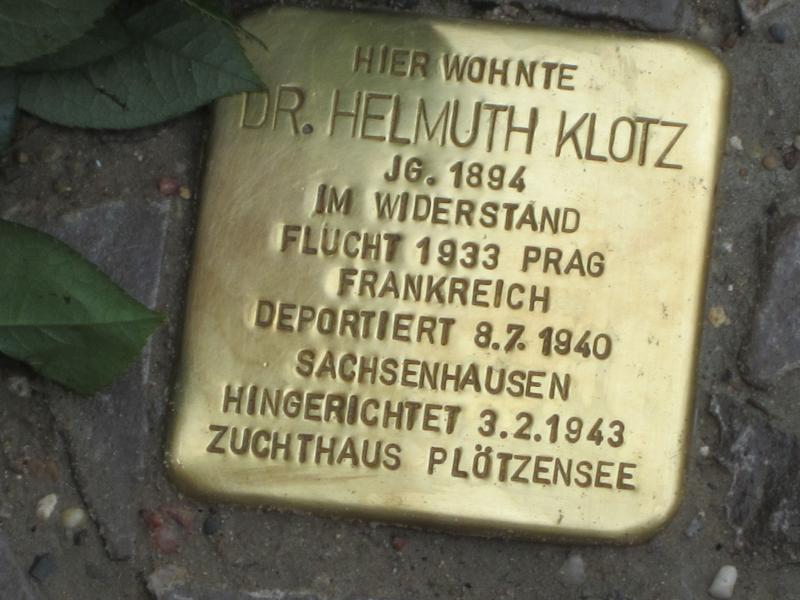 HIER WOHNTE
DR. HELMUTH KLOTZ
JG. 1894
IM WIDERSTAND
FLUCHT 1933 PRAG
FRANKREICH
DEPORTIERT 8.7. 1940
SACHSENHAUSEN
HINGERICHTET 3.2.1943
ZUCHTHAUS PLÖTZENSEE